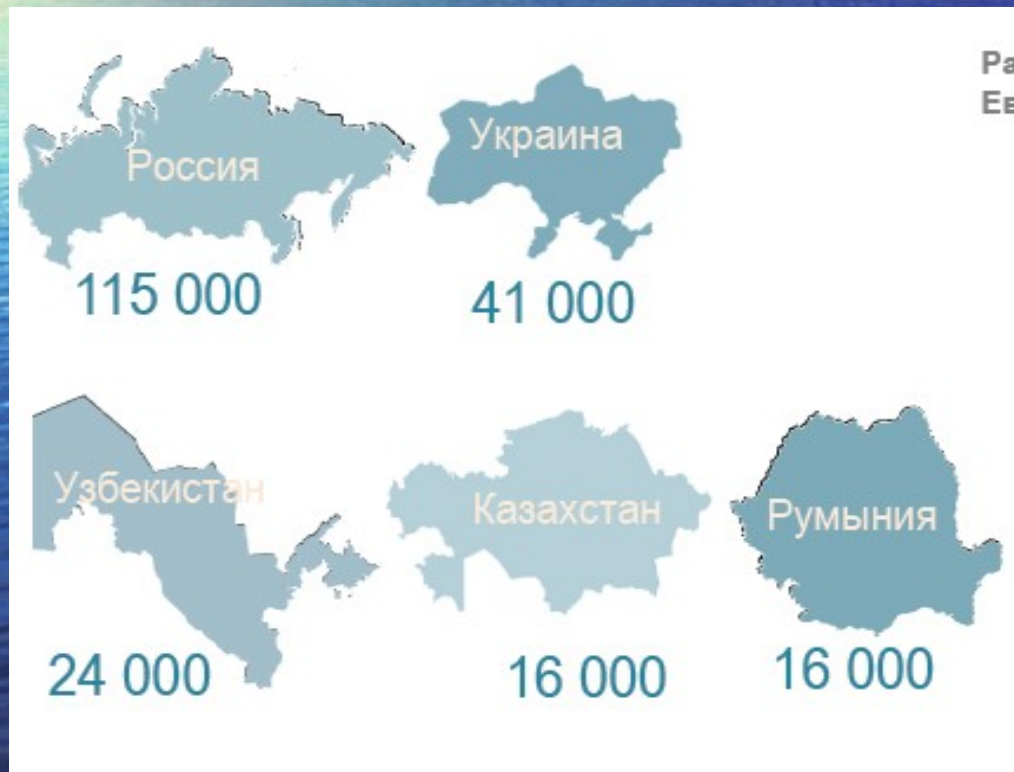 Россия
115 000
Украина
41 000
Узбекистан
24 000
Казахстан
16 000
Румыния
16 000